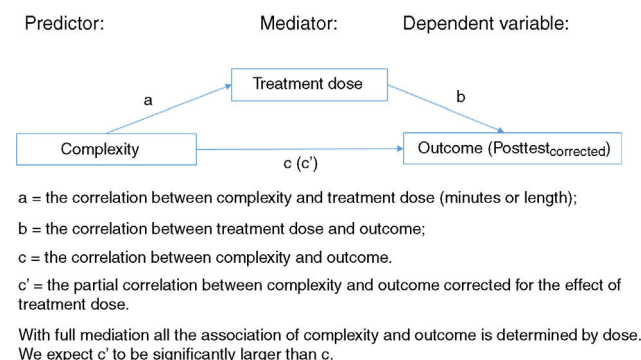 Predictor: Mediator: Dependent variable:
Treatment dose
a
b
Complexity
Outcome (Posttestcorrected)
c (c’)
a = the correlation between complexity and treatment dose (minutes or length);
b = the correlation between treatment dose and outcome;
c = the correlation between complexity and outcome.
c’ = the partial correlation between complexity and outcome corrected for the effect of
treatment dose.
With full mediation all the association of complexity and outcome is determined by dose.
We expect c’ to be significantly larger than c.